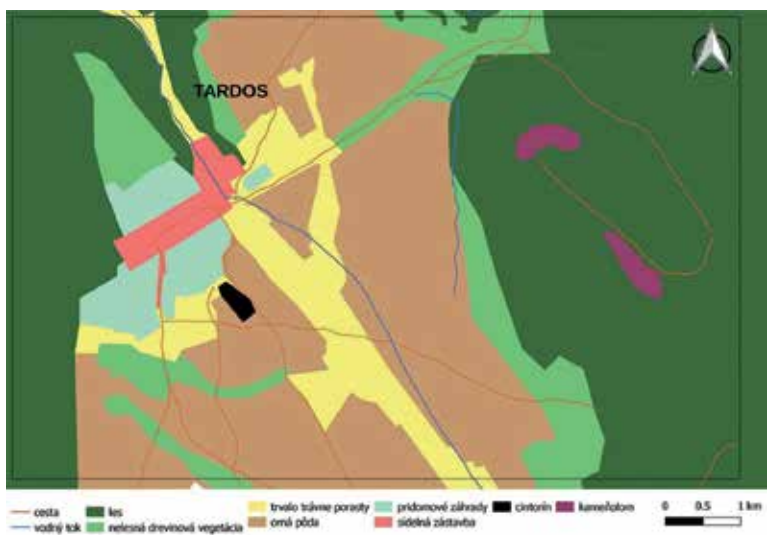 TARDOS
cesta
vodný tok
les
nelesná drevinová vegetácia
trvalo trávne porasty
orná pôda
prídomové záhrady
sídelná zástavba
cintorín
kameňolom
0 0.5 1 km